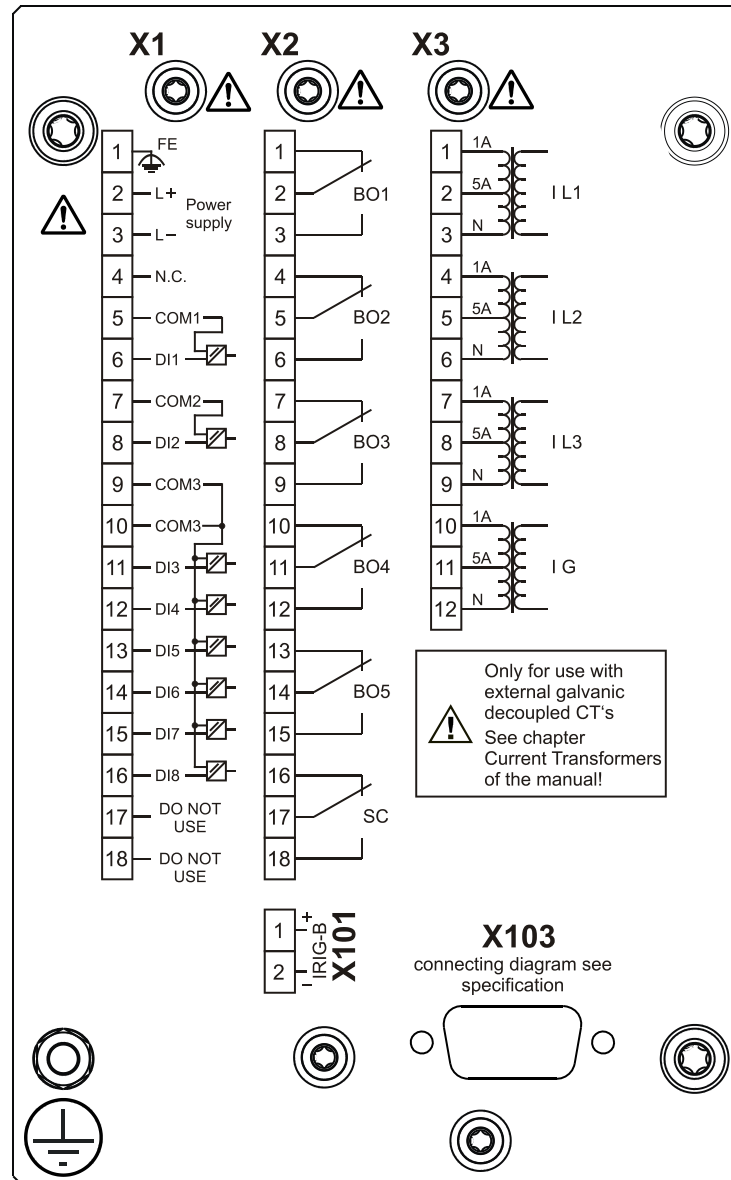 X1
X2
X3
1
FE
2
L+
Power
supply
3
L−
4
N.C.
5
COM1
6
DI1
7
COM2
8
DI2
9
COM3
10
COM3
11
DI3
12
DI4
13
DI5
14
DI6
15
DI7
16
DI8
17
DO NOT
USE
18
DO NOT
USE
1
2
BO1
3
4
5
BO2
6
7
8
BO3
9
10
11
BO4
12
13
14
BO5
15
16
17
SC
18
1
1A
2
5A
I L1
3
N
4
1A
5
5A
I L2
6
N
7
1A
8
5A
I L3
9
N
10
1A
11
5A
I G
12
N
Only for use with
external galvanic
decoupled CT‘s
See chapter
Current Transformers
of the manual!
1
+
2
−
IRIG-B
X101
X103
connecting diagram see
specification